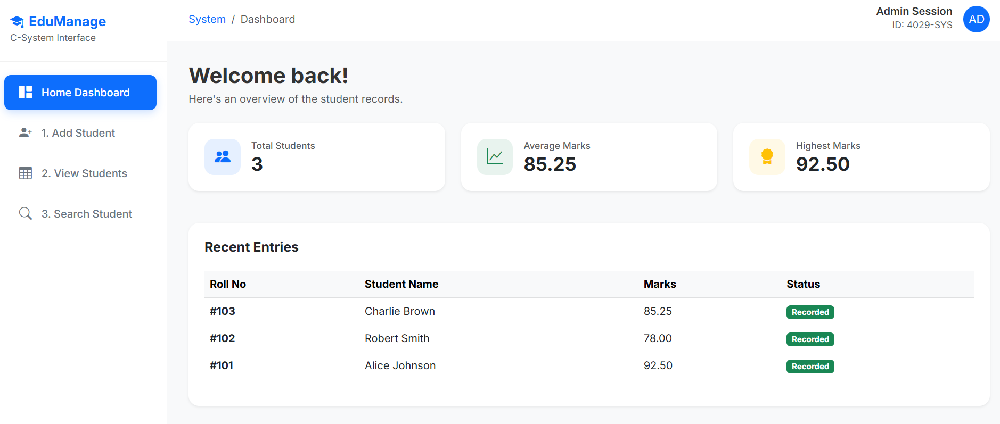 EduManage
C-System Interface
Home Dashboard
1. Add Student
2. View Students
3. Search Student
System / Dashboard
Admin Session
ID: 4029-SYS
AD
Welcome back!
Here's an overview of the student records.
Total Students
3
Average Marks
85.25
Highest Marks
92.50
Recent Entries
Roll No Student Name Marks Status
#103 Charlie Brown 85.25 Recorded
#102 Robert Smith 78.00 Recorded
#101 Alice Johnson 92.50 Recorded